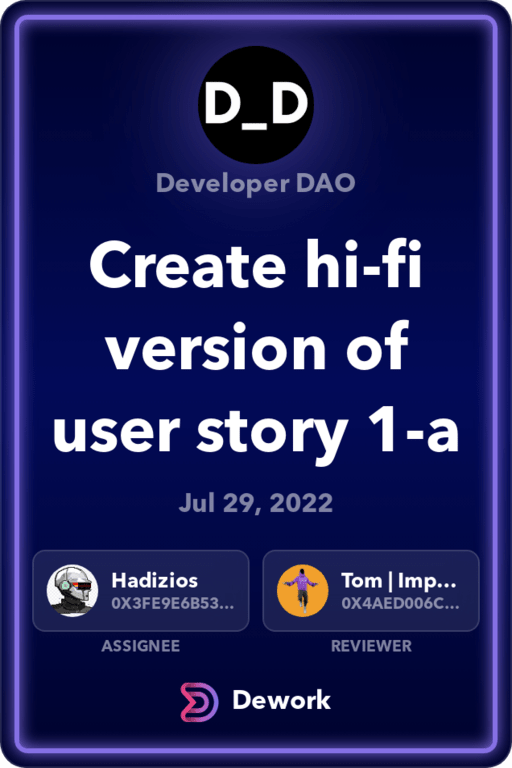 D_D
Developer DAO
Create hi-fi
version of
user story 1-a
Jul 29, 2022
Hadizios
0X3FE9E6B53...
ASSIGNEE
Tom | Imp...
0X4AED006C...
REVIEWER
Dework